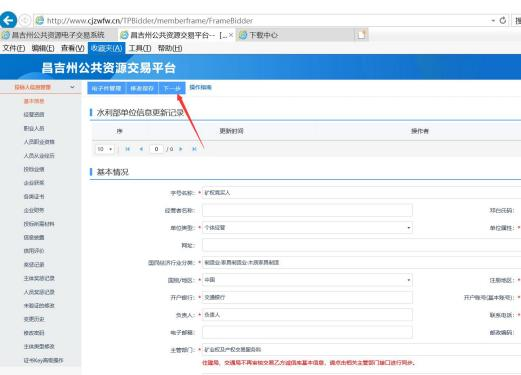 http://www.cjzwfw.cn/TPBidder/memberframe/FrameBidder
昌吉州公共资源电子交易系统 昌吉州公共资源交易平台-- [... 下载中心
文件(F) 编辑(E) 查看(V) 收藏夹(A) 工具(T) 帮助(H)
昌吉州公共资源交易平台
投标人信息管理 电子件管理 修改保存 下一步 操作指南
基本信息
经营资质
职业人员
人员职业资格
人员从业经历
投标业绩
企业获奖
各类证书
企业财务
投标所需材料
信息披露
信用评价
奖惩记录
主体奖惩记录
人员奖惩记录
未验证的修改
变更历史
修改密码
主体类型修改
证书Key高级操作
水利部单位信息更新记录
序 更新时间 操作者
10 0 / 0
基本情况
字号名称: * 矿权竞买人
经营者名称: 邓白氏码:
单位类型: * 个体经营 单位属性: *
网址:
国民经济行业分类: * 制造业·家具制造业·木质家具制造
国别/地区: * 中国 注册地区: *
开户银行: * 交通银行 开户账号(基本账号): *
负责人: * 负责人 联系电话: *
电子邮箱: 邮政编码:
主管部门: * 矿业权及产权交易服务科
住建局、交通局不再审核交易乙方诚信库基本信息，请点击相关主管部门接口进行同步。